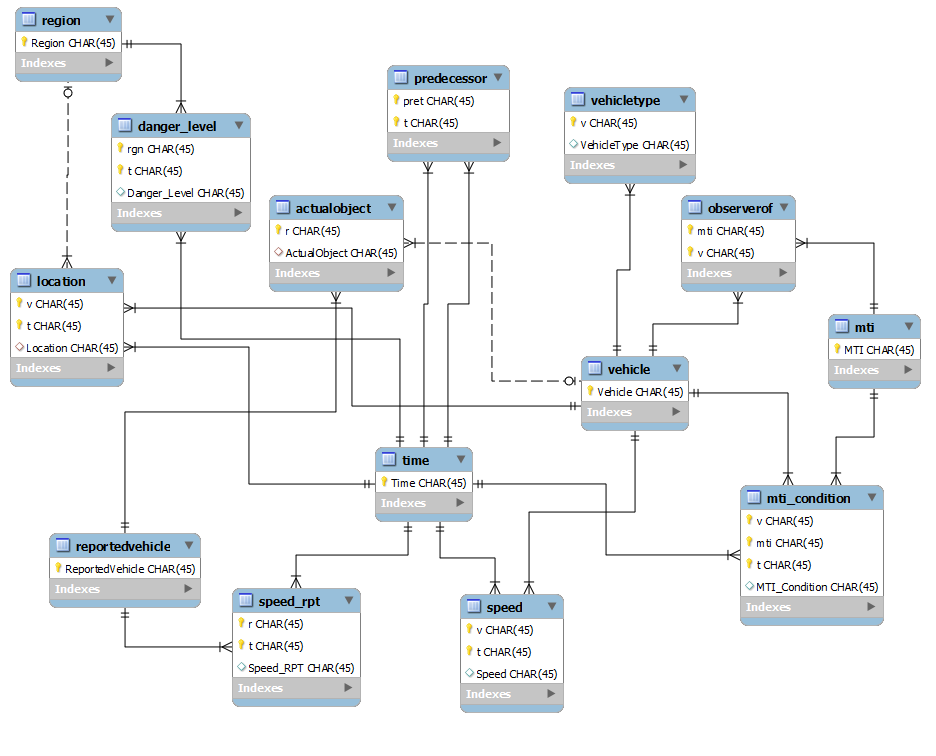 region
Region CHAR(45)
Indexes
danger_level
rgn CHAR(45)
t CHAR(45)
Danger_Level CHAR(45)
Indexes
predecessor
pret CHAR(45)
t CHAR(45)
Indexes
vehicletype
v CHAR(45)
VehicleType CHAR(45)
Indexes
actualobject
r CHAR(45)
ActualObject CHAR(45)
Indexes
observerof
mti CHAR(45)
v CHAR(45)
Indexes
location
v CHAR(45)
t CHAR(45)
Location CHAR(45)
Indexes
mti
MTI CHAR(45)
Indexes
vehicle
Vehicle CHAR(45)
Indexes
time
Time CHAR(45)
Indexes
mti_condition
v CHAR(45)
mti CHAR(45)
t CHAR(45)
MTI_Condition CHAR(45)
Indexes
reportedvehicle
ReportedVehicle CHAR(45)
Indexes
speed_rpt
r CHAR(45)
t CHAR(45)
Speed_RPT CHAR(45)
Indexes
speed
v CHAR(45)
t CHAR(45)
Speed CHAR(45)
Indexes